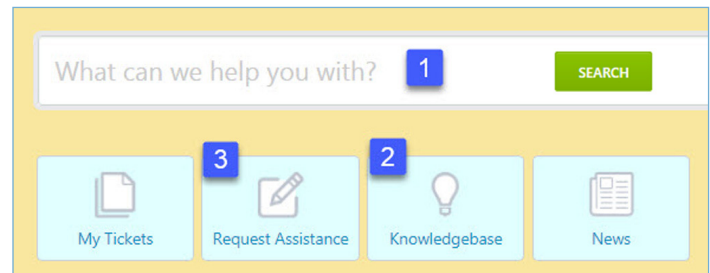 What can we help you with? 1 SEARCH
3 2
My Tickets Request Assistance Knowledgebase News